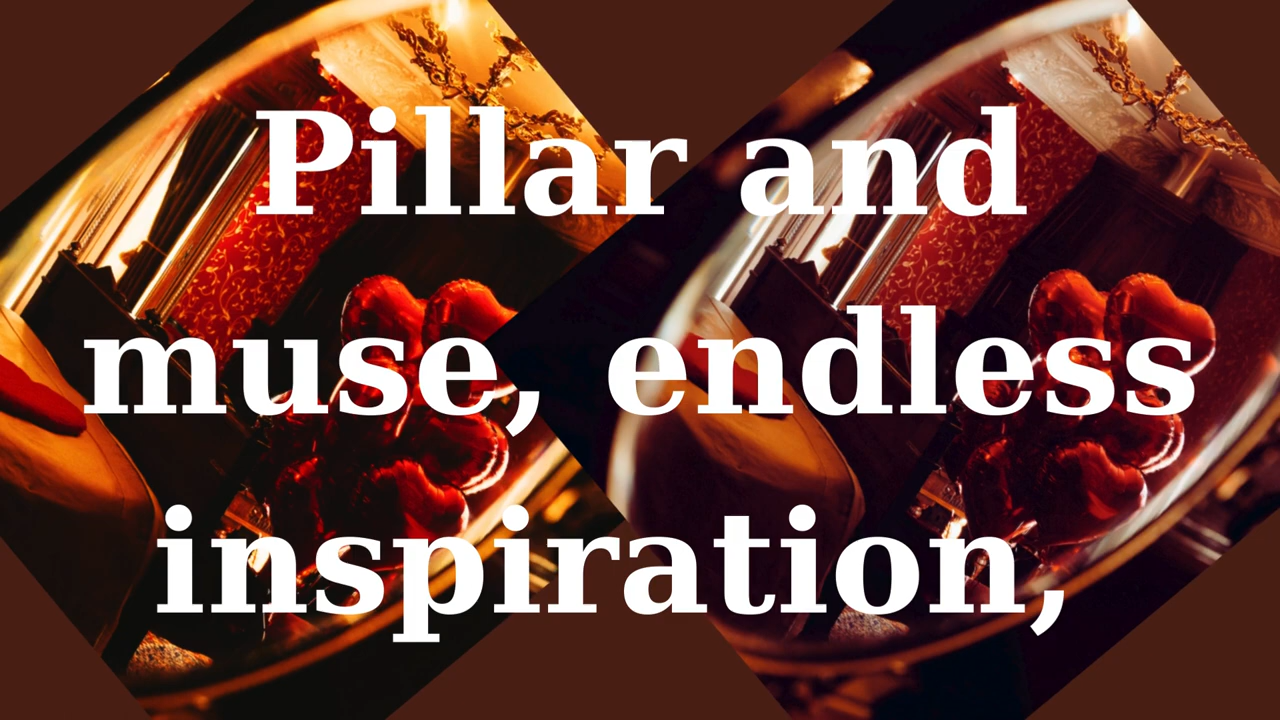 Pillar and
muse, endless
inspiration,